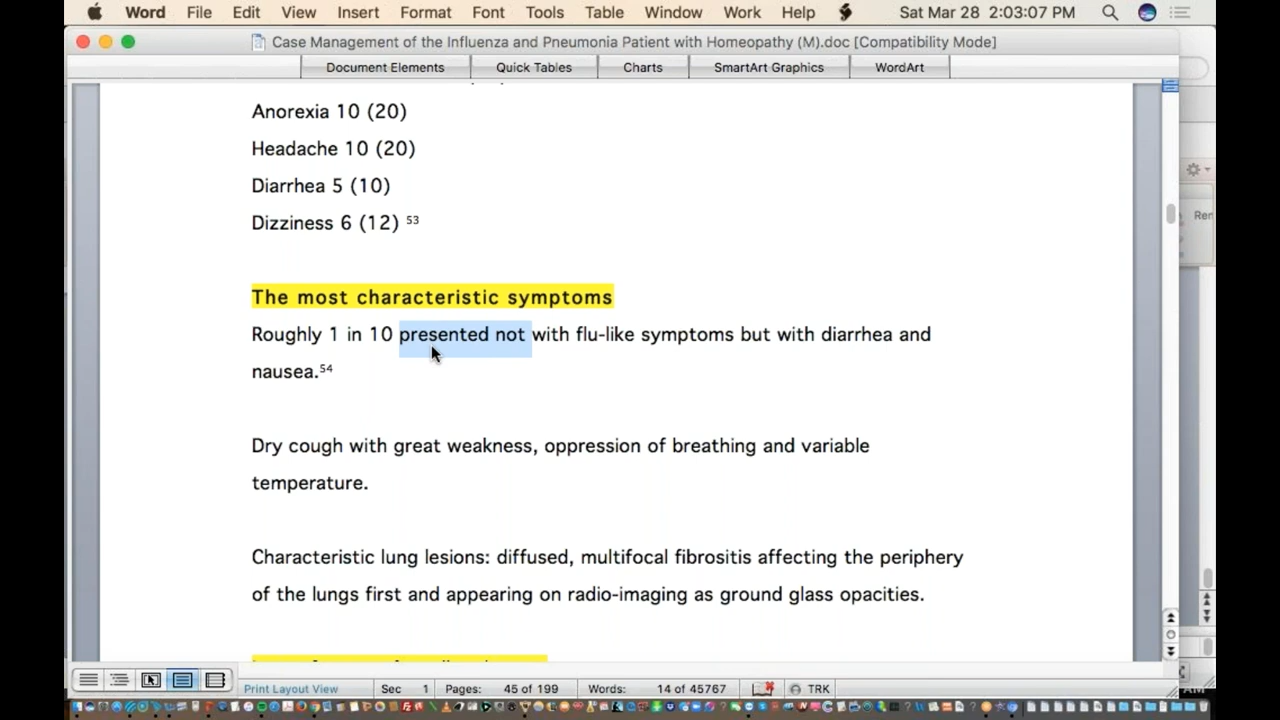 Word File Edit View Insert Format Font Tools Table Window Work Help Sat Mar 28 2:03:07 PM
Case Management of the Influenza and Pneumonia Patient with Homeopathy (M).doc [Compatibility Mode]
Document Elements Quick Tables Charts SmartArt Graphics WordArt
Anorexia 10 (20)
Headache 10 (20)
Diarrhea 5 (10)
Dizziness 6 (12) 53
Ren
The most characteristic symptoms
Roughly 1 in 10 presented not with flu-like symptoms but with diarrhea and
nausea.54
Dry cough with great weakness, oppression of breathing and variable
temperature.
Characteristic lung lesions: diffused, multifocal fibrositis affecting the periphery
of the lungs first and appearing on radio-imaging as ground glass opacities.
Print Layout View Sec 1 Pages: 45 of 199 Words: 14 of 45767 TRK
AM